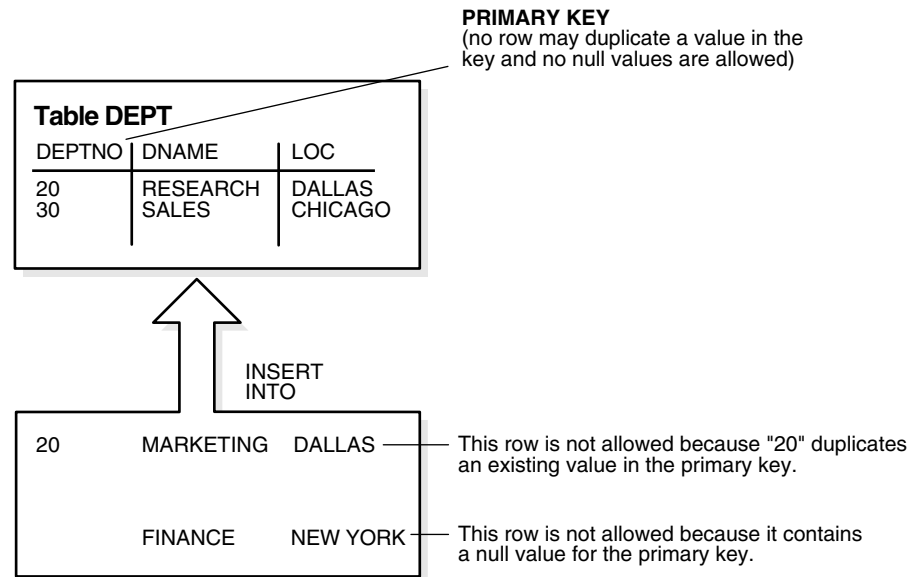 PRIMARY KEY
(no row may duplicate a value in the
key and no null values are allowed)
Table DEPT
DEPTNO DNAME LOC
20 RESEARCH DALLAS
30 SALES CHICAGO
INSERT
INTO
20 MARKETING DALLAS
This row is not allowed because "20" duplicates
an existing value in the primary key.
FINANCE NEW YORK
This row is not allowed because it contains
a null value for the primary key.